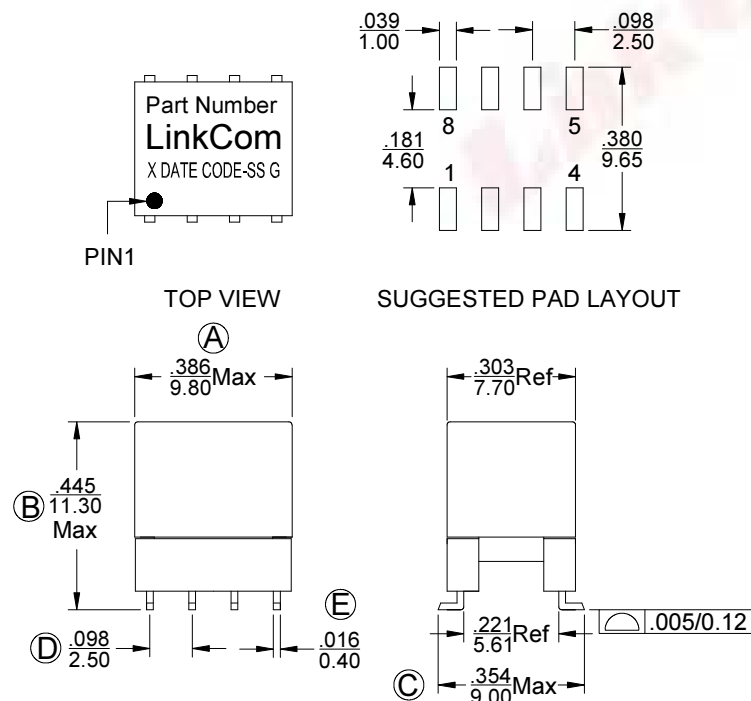 .039
1.00
.098
2.50
Part Number
LinkCom
X DATE CODE-SS G
PIN1
8
5
.181
4.60
.380
9.65
1
4
TOP VIEW
SUGGESTED PAD LAYOUT
A
.386
9.80 Max
.303
7.70 Ref
B
.445
11.30
Max
E
D
.098
2.50
.016
0.40
.221
5.61 Ref
.005/0.12
C
.354
9.00 Max